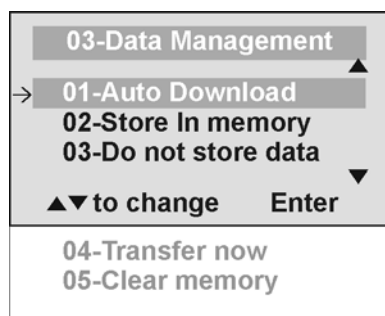 03-Data Management
▲
→ 01-Auto Download
02-Store In memory
03-Do not store data
▼
▲▼to change Enter
04-Transfer now
05-Clear memory